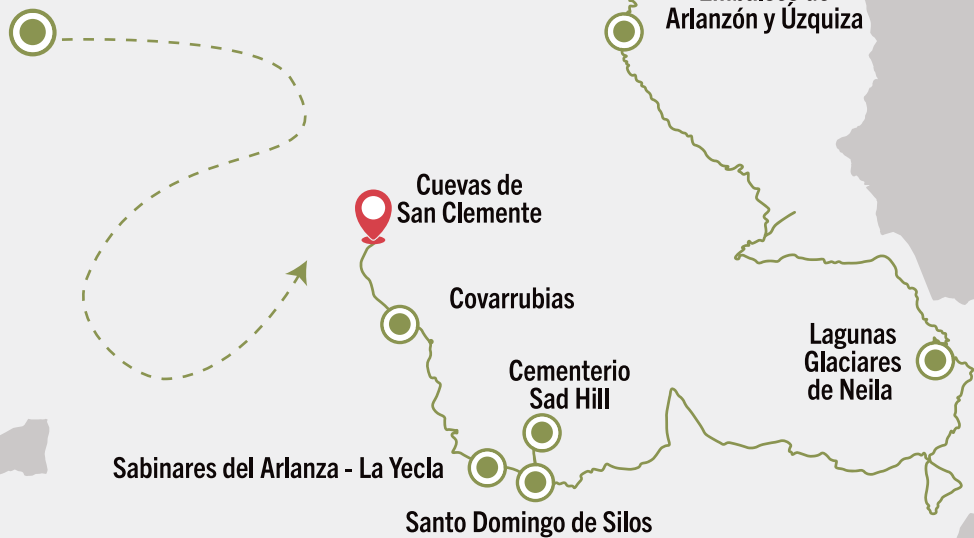 Arlanzón y Úzquiza
Cuevas de
San Clemente
Covarrubias
Lagunas
Glaciares
de Neila
Cementerio
Sad Hill
Sabinares del Arlanza - La Yecla
Santo Domingo de Silos